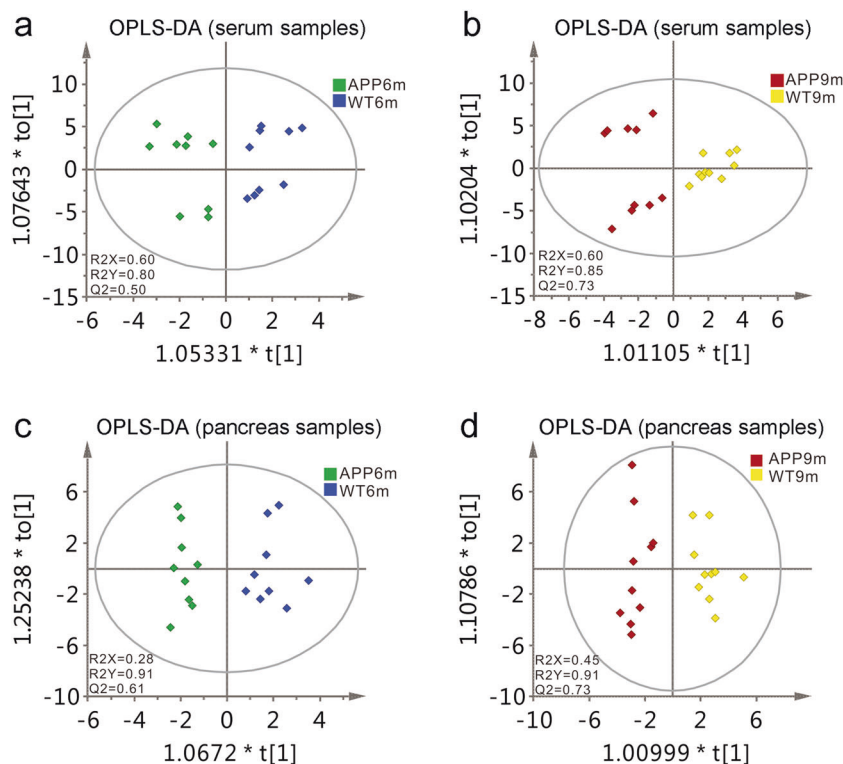 a
OPLS-DA (serum samples)
APP6m
WT6m
1.07643 * to[1]
10
5
0
-5
-10
-15
R2X=0.60
R2Y=0.80
Q2=0.50
-6 -4 -2 0 2 4
1.05331 * t[1]
b
OPLS-DA (serum samples)
APP9m
WT9m
1.10204 * to[1]
10
5
0
-5
-10
-15
R2X=0.60
R2Y=0.85
Q2=0.73
-8 -6 -4 -2 0 2 4 6
1.01105 * t[1]
c
OPLS-DA (pancreas samples)
APP6m
WT6m
1.25238 * to[1]
6
2
-2
-6
-10
R2X=0.28
R2Y=0.91
Q2=0.61
-6 -4 -2 0 2 4
1.0672 * t[1]
d
OPLS-DA (pancreas samples)
APP9m
WT9m
1.10786 * to[1]
6
2
-2
-6
-10
R2X=0.45
R2Y=0.91
Q2=0.73
-10 -6 -2 2 6
1.00999 * t[1]